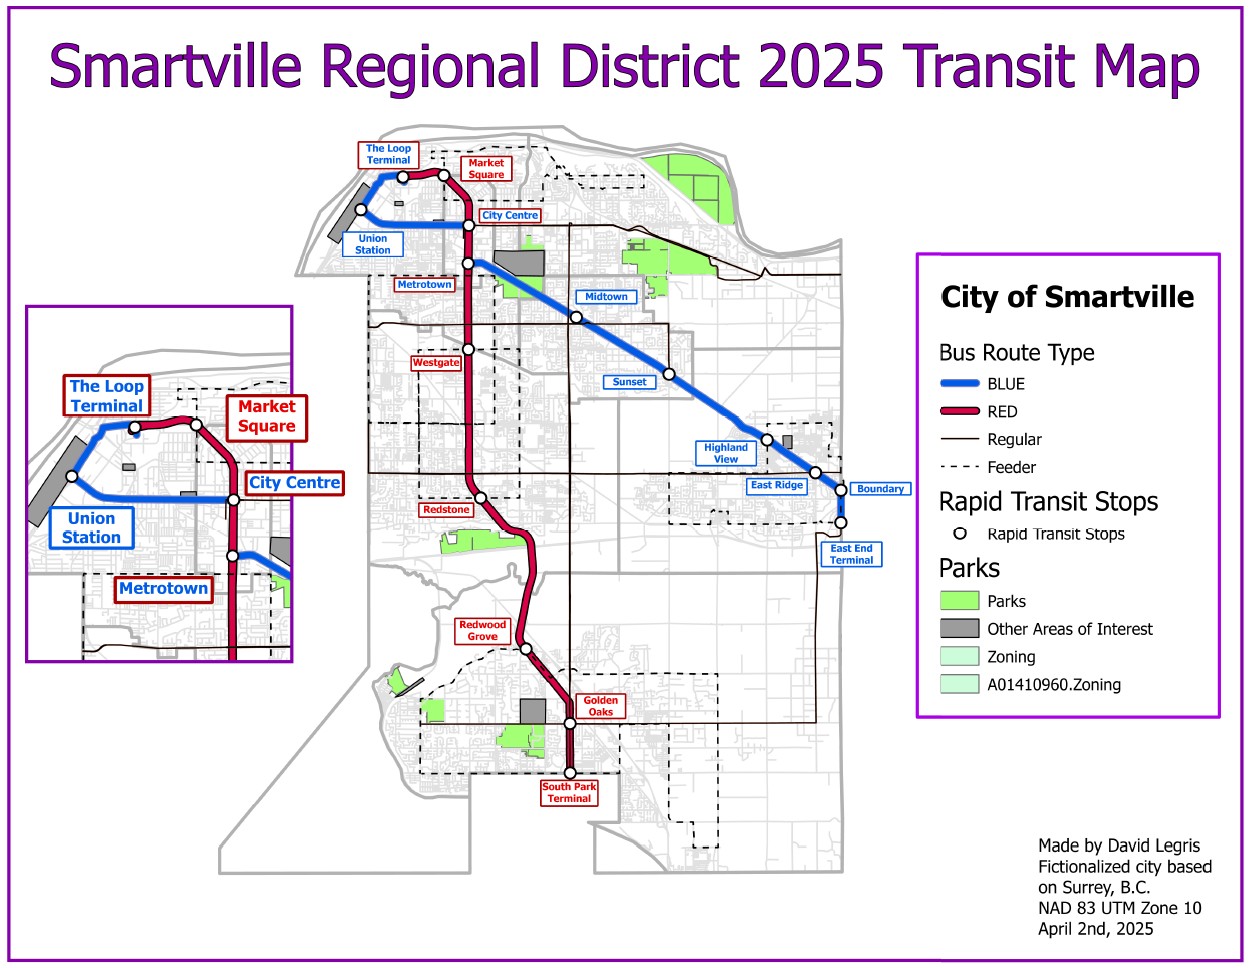 Smartville Regional District 2025 Transit Map
The Loop
Terminal
Market
Square
City Centre
Union
Station
Metrotown
Midtown
Westgate
Sunset
Highland
View
East Ridge
Boundary
Redstone
East End
Terminal
Redwood
Grove
Golden
Oaks
South Park
Terminal
The Loop
Terminal
Market
Square
City Centre
Union
Station
Metrotown
City of Smartville
Bus Route Type
BLUE
RED
Regular
Feeder
Rapid Transit Stops
Rapid Transit Stops
Parks
Parks
Other Areas of Interest
Zoning
A01410960.Zoning
Made by David Legris
Fictionalized city based
on Surrey, B.C.
NAD 83 UTM Zone 10
April 2nd, 2025